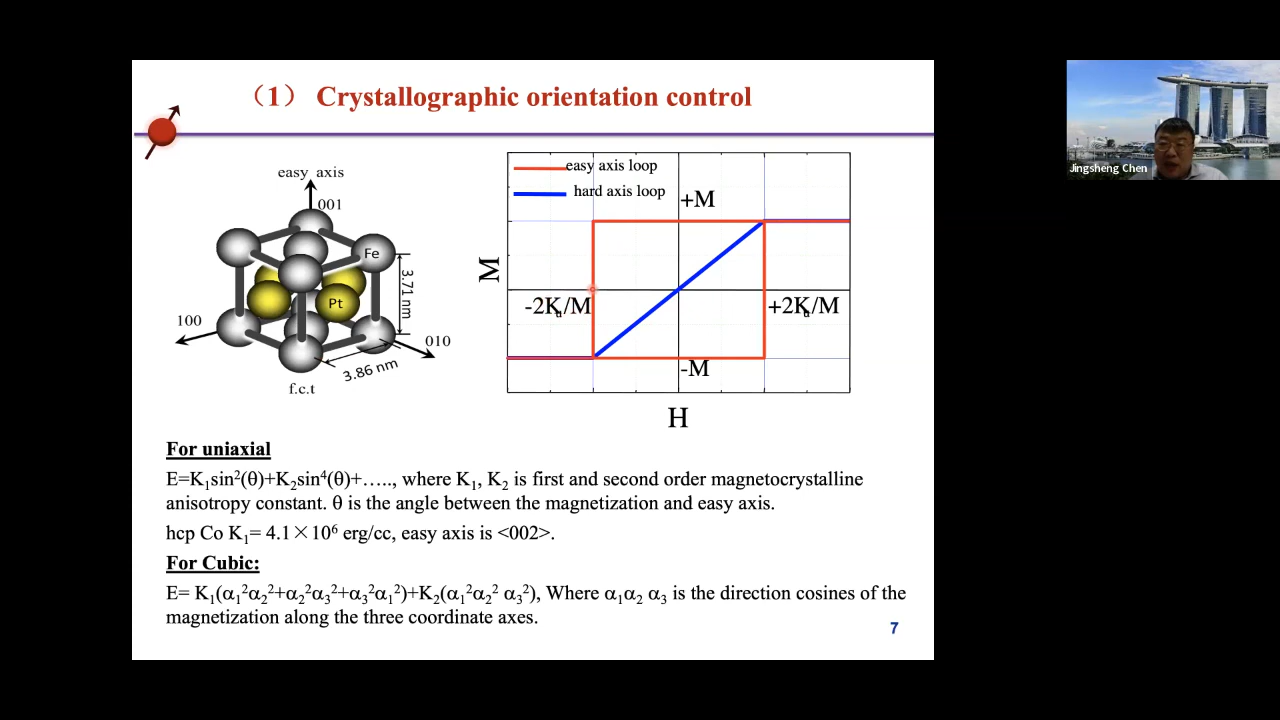 （1） Crystallographic orientation control
easy axis
001
Fe
3.71 nm
Pt
100
010
3.86 nm
f.c.t
easy axis loop
hard axis loop
+M
M
-2Kᵤ/M
+2Kᵤ/M
-M
H
For uniaxial
E=K₁sin²(θ)+K₂sin⁴(θ)+….., where K₁, K₂ is first and second order magnetocrystalline
anisotropy constant. θ is the angle between the magnetization and easy axis.
hcp Co K₁= 4.1×10⁶ erg/cc, easy axis is <002>.
For Cubic:
E= K₁(α₁²α₂²+α₂²α₃²+α₃²α₁²)+K₂(α₁²α₂² α₃²), Where α₁α₂ α₃ is the direction cosines of the
magnetization along the three coordinate axes.
7
Jingsheng Chen